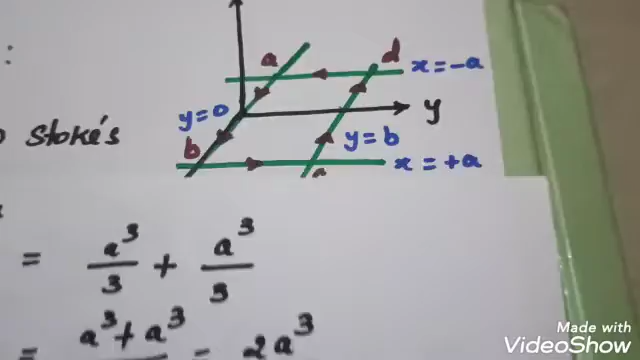 :
a
d
x = -a
y=0
y
Stoke's
b
y = b
x = +a
= a³/3 + a³/3
= a³ + a³ = 2a³
Made with
VideoShow